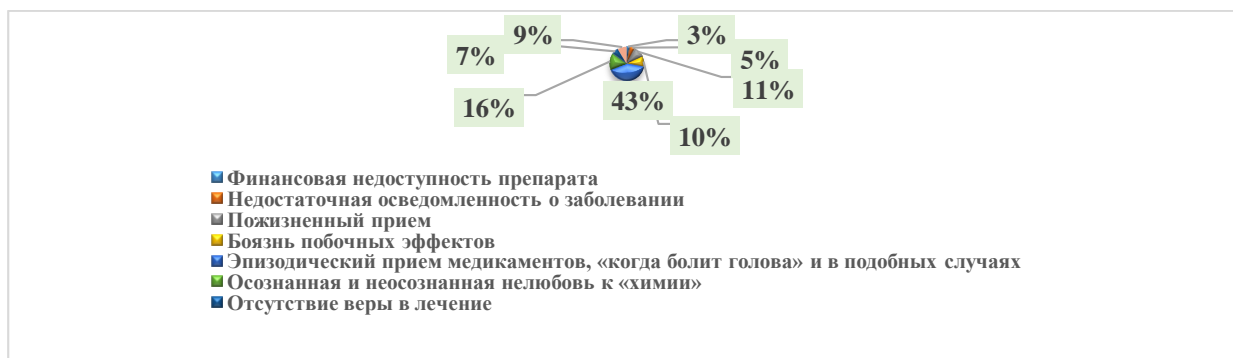 9% 3%
7% 5%
11%
16% 43%
10%
Финансовая недоступность препарата
Недостаточная осведомленность о заболевании
Пожизненный прием
Боязнь побочных эффектов
Эпизодический прием медикаментов, «когда болит голова» и в подобных случаях
Осознанная и неосознанная нелюбовь к «химии»
Отсутствие веры в лечение